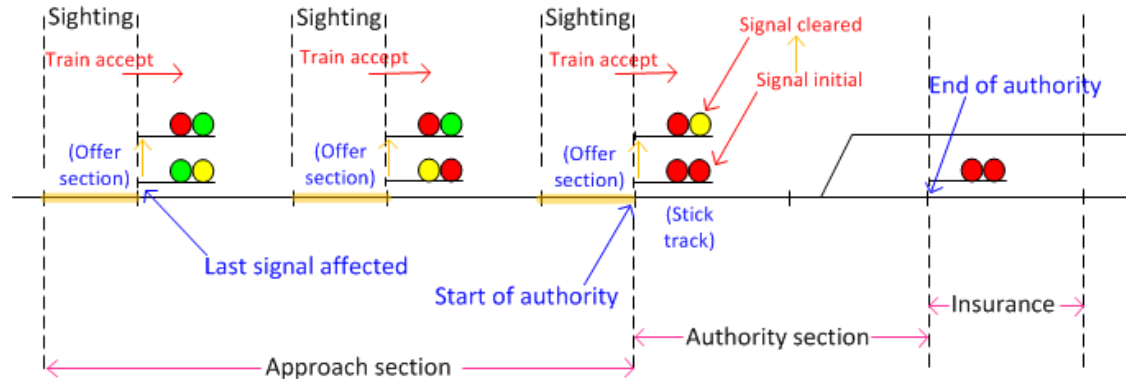 Sighting
Sighting
Sighting
Train accept
Train accept
Train accept
Signal cleared
Signal initial
End of authority
(Offer
section)
(Offer
section)
(Offer
section)
(Stick
track)
Last signal affected
Start of authority
Insurance
Authority section
Approach section